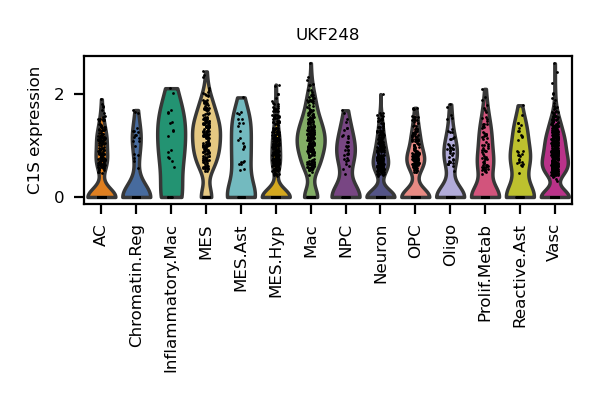 UKF248
C1S expression
2
0
AC
Chromatin.Reg
Inflammatory.Mac
MES
MES.Ast
MES.Hyp
Mac
NPC
Neuron
OPC
Oligo
Prolif.Metab
Reactive.Ast
Vasc